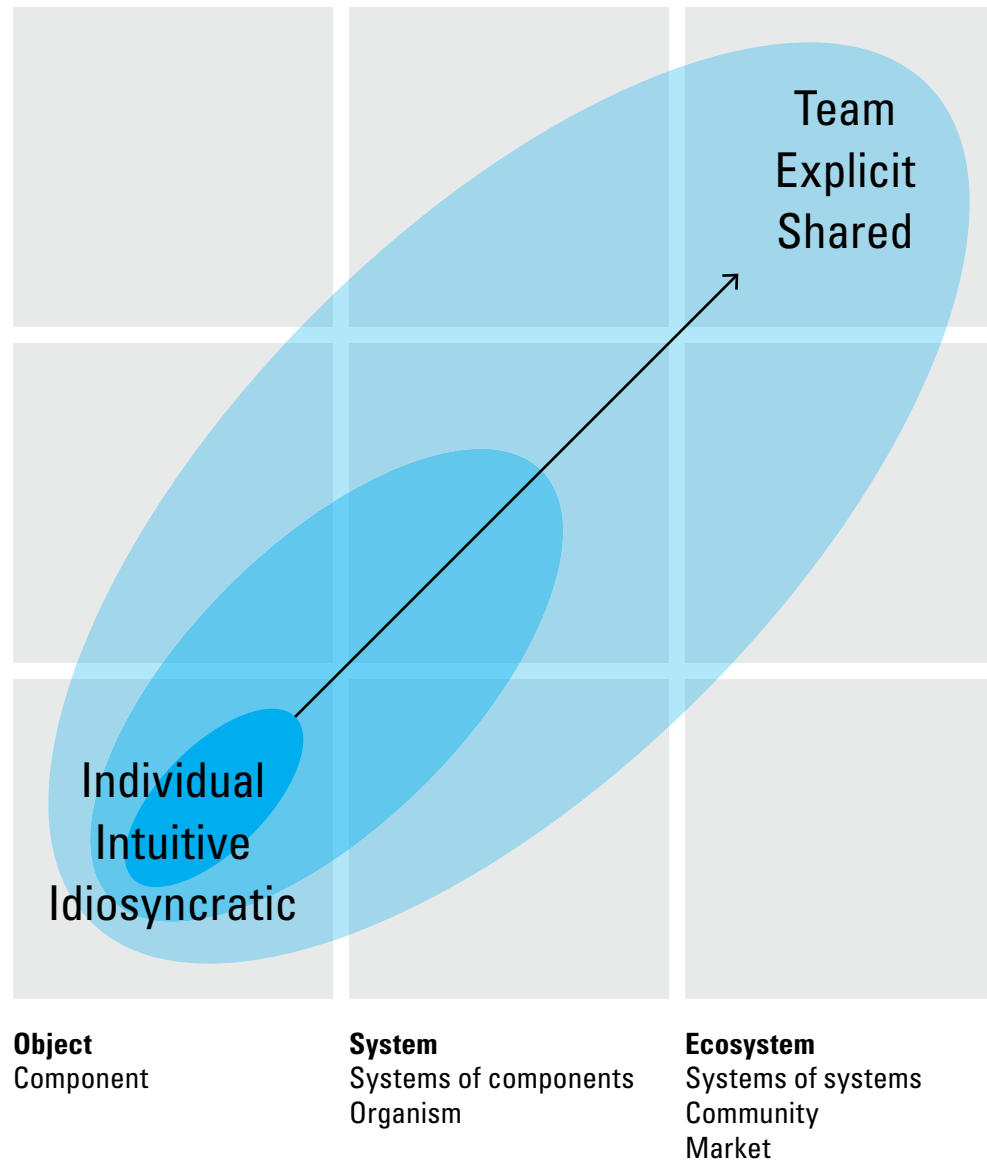 Team
Explicit
Shared
Individual
Intuitive
Idiosyncratic
Object
Component
System
Systems of components
Organism
Ecosystem
Systems of systems
Community
Market